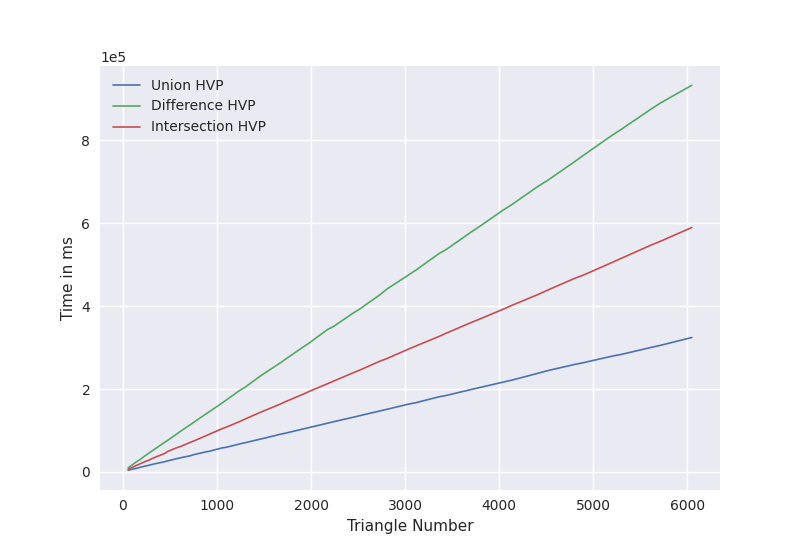 1e5
Union HVP
Difference HVP
Intersection HVP
8
6
4
2
0
Time in ms
0 1000 2000 3000 4000 5000 6000
Triangle Number